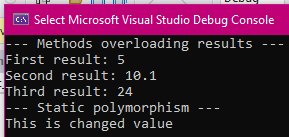 Select Microsoft Visual Studio Debug Console
--- Methods overloading results ---
First result: 5
Second result: 10.1
Third result: 24
--- Static polymorphism ---
This is changed value